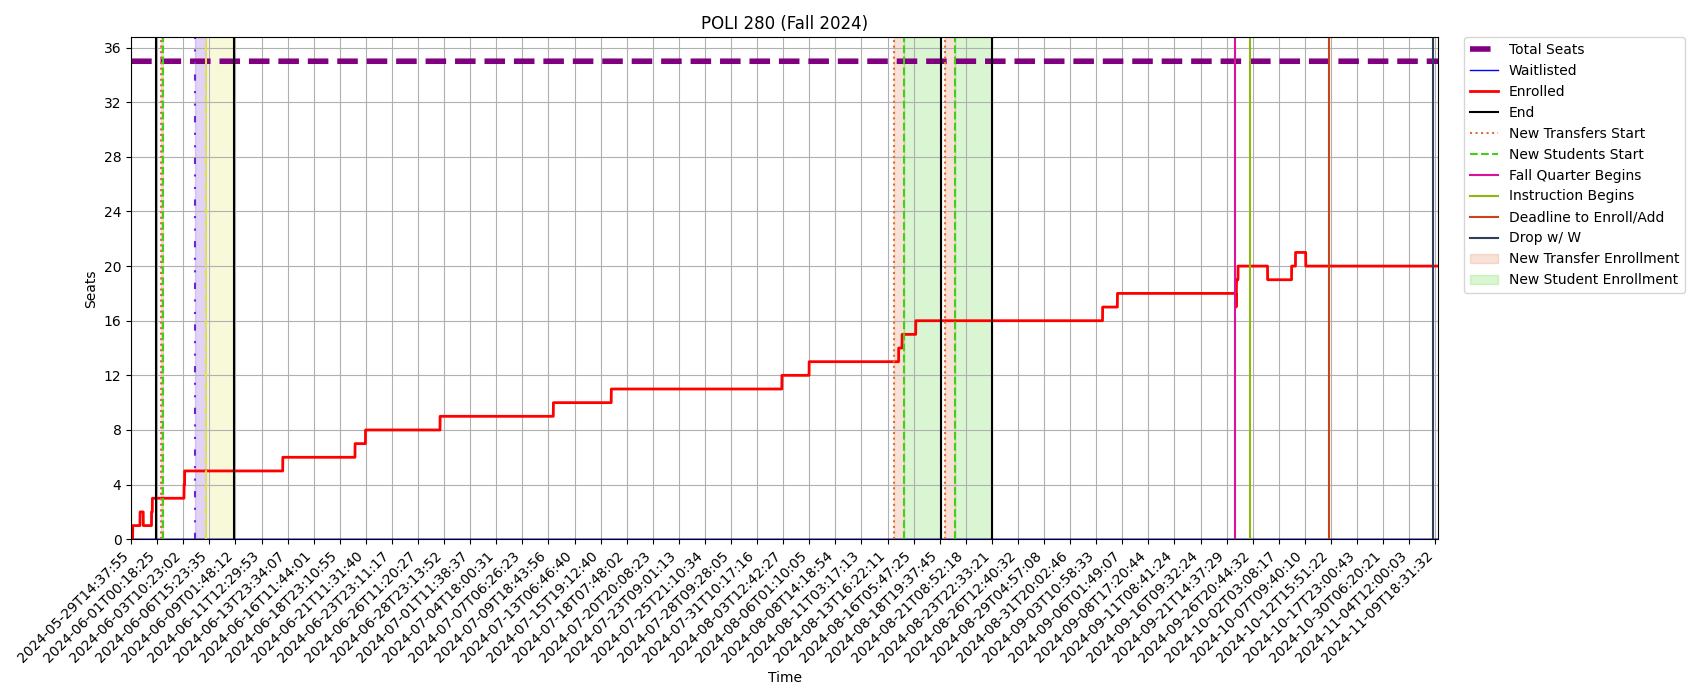 POLI 280 (Fall 2024)
36
32
28
24
20
16
12
8
4
0
Seats
2024-05-29T14:37:55
2024-06-01T00:18:25
2024-06-03T10:23:02
2024-06-06T15:23:35
2024-06-09T01:48:12
2024-06-11T12:29:53
2024-06-13T23:34:07
2024-06-16T11:44:01
2024-06-18T23:10:55
2024-06-21T11:31:40
2024-06-23T23:11:17
2024-06-26T11:20:27
2024-06-28T23:13:52
2024-07-01T11:38:37
2024-07-04T18:00:31
2024-07-07T06:26:23
2024-07-09T18:43:56
2024-07-13T06:46:40
2024-07-15T19:12:40
2024-07-18T07:48:02
2024-07-20T20:08:23
2024-07-23T09:01:13
2024-07-25T21:10:34
2024-07-28T09:28:05
2024-07-31T10:17:16
2024-08-03T12:42:27
2024-08-06T01:10:05
2024-08-08T14:18:54
2024-08-11T03:17:13
2024-08-13T16:22:11
2024-08-16T05:47:25
2024-08-18T19:37:45
2024-08-21T08:52:18
2024-08-23T22:33:21
2024-08-26T12:40:32
2024-08-29T04:57:08
2024-08-31T20:02:46
2024-09-03T10:58:33
2024-09-06T01:49:07
2024-09-08T17:20:44
2024-09-11T08:41:24
2024-09-16T09:32:24
2024-09-21T14:37:29
2024-09-26T20:44:32
2024-10-02T03:08:17
2024-10-07T09:40:10
2024-10-12T15:51:22
2024-10-17T23:00:43
2024-10-30T06:20:21
2024-11-04T12:00:03
2024-11-09T18:31:32
Time
Total Seats
Waitlisted
Enrolled
End
New Transfers Start
New Students Start
Fall Quarter Begins
Instruction Begins
Deadline to Enroll/Add
Drop w/ W
New Transfer Enrollment
New Student Enrollment